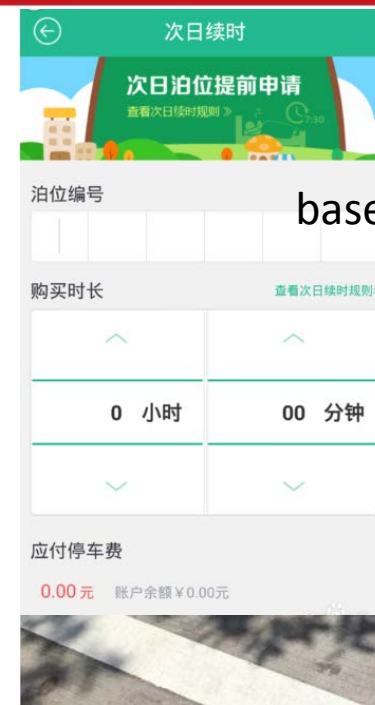 次日续时
次日泊位提前申请
查看次日续时规则》
7:30
泊位编号
base
购买时长
查看次日续时规则
0 小时
00 分钟
应付停车费
0.00 元 账户余额￥0.00元